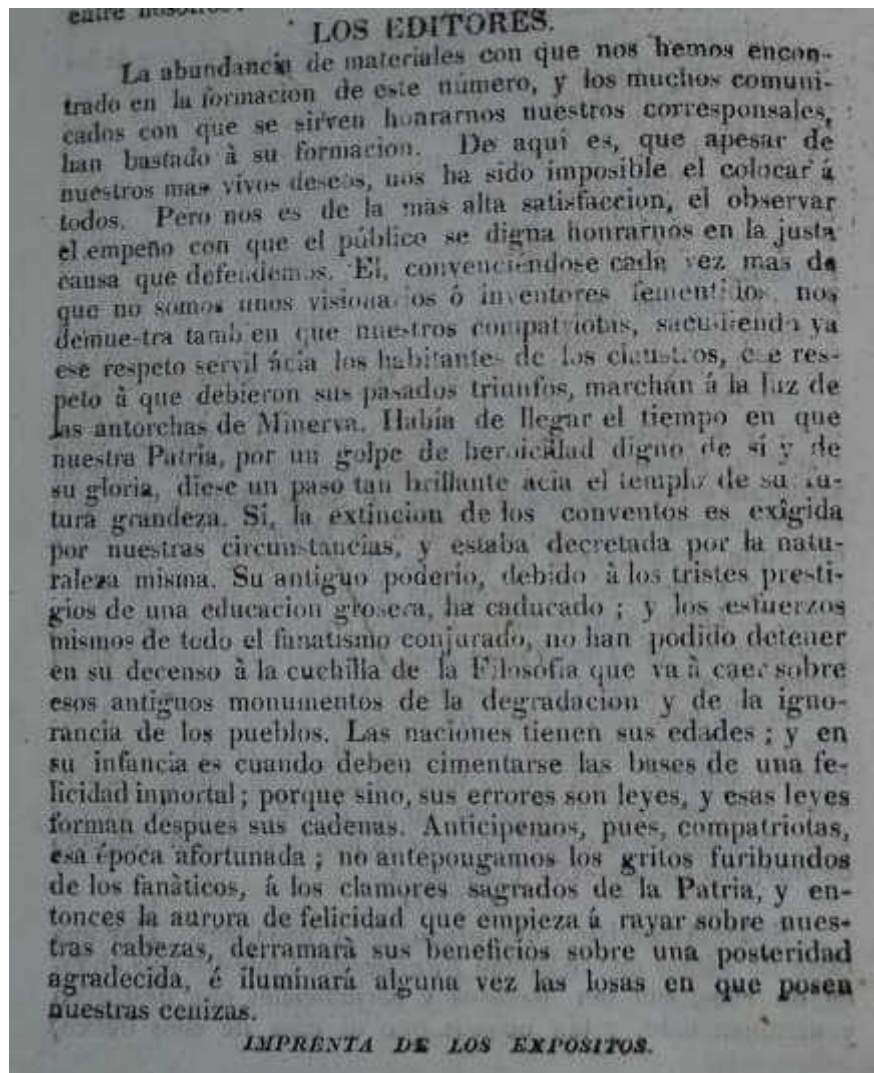 entre nosotros.
LOS EDITORES.
La abundancia de materiales con que nos hemos encon-
trado en la formacion de este número, y los muchos comuni-
cados con que se sirven honrarnos nuestros corresponsales,
han bastado à su formacion. De aqui es, que apesar de
nuestros mas vivos deseos, nos ha sido imposible el colocar á
todos. Pero nos es de la mas alta satisfaccion, el observar
el empeño con que el público se digna honrarnos en la justa
causa que defendemos. El, convenciéndose cada vez mas de
que no somos unos visionarios ó inventores fementidos, nos
demuestra tambien que nuestros compatriotas, sacudiendo ya
ese respeto servil ácia los habitantes de los claustros, ese res-
peto à que debieron sus pasados triunfos, marchán á la luz de
las antorchas de Minerva. Había de llegar el tiempo en que
nuestra Patria, por un golpe de heroicidad digno de sí y de
su gloria, diese un paso tan brillante acia el templo de su fu-
tura grandeza. Si, la extincion de los conventos es exîgida
por nuestras circunstancias, y estaba decretada por la natu-
raleza misma. Su antiguo poderio, debido à los tristes presti-
gios de una educacion grosera, ha caducado ; y los esfuerzos
mismos de todo el fanatismo conjurado, no han podido detener
en su decenso à la cuchilla de la Filosofia que va à caer sobre
esos antiguos monumentos de la degradacion y de la igno-
rancia de los pueblos. Las naciones tienen sus edades ; y en
su infancia es cuando deben cimentarse las bases de una fe-
licidad inmortal ; porque sino, sus errores son leyes, y esas leyes
forman despues sus cadenas. Anticipemos, pues, compatriotas,
esa época afortunada ; no antepongamos los gritos furibundos
de los fanàticos, á los clamores sagrados de la Patria, y en-
tonces la aurora de felicidad que empieza á rayar sobre nues-
tras cabezas, derramarà sus beneficios sobre una posteridad
agradecida, é iluminará alguna vez las losas en que posen
nuestras cenizas.
IMPRENTA DE LOS EXPOSITOS.